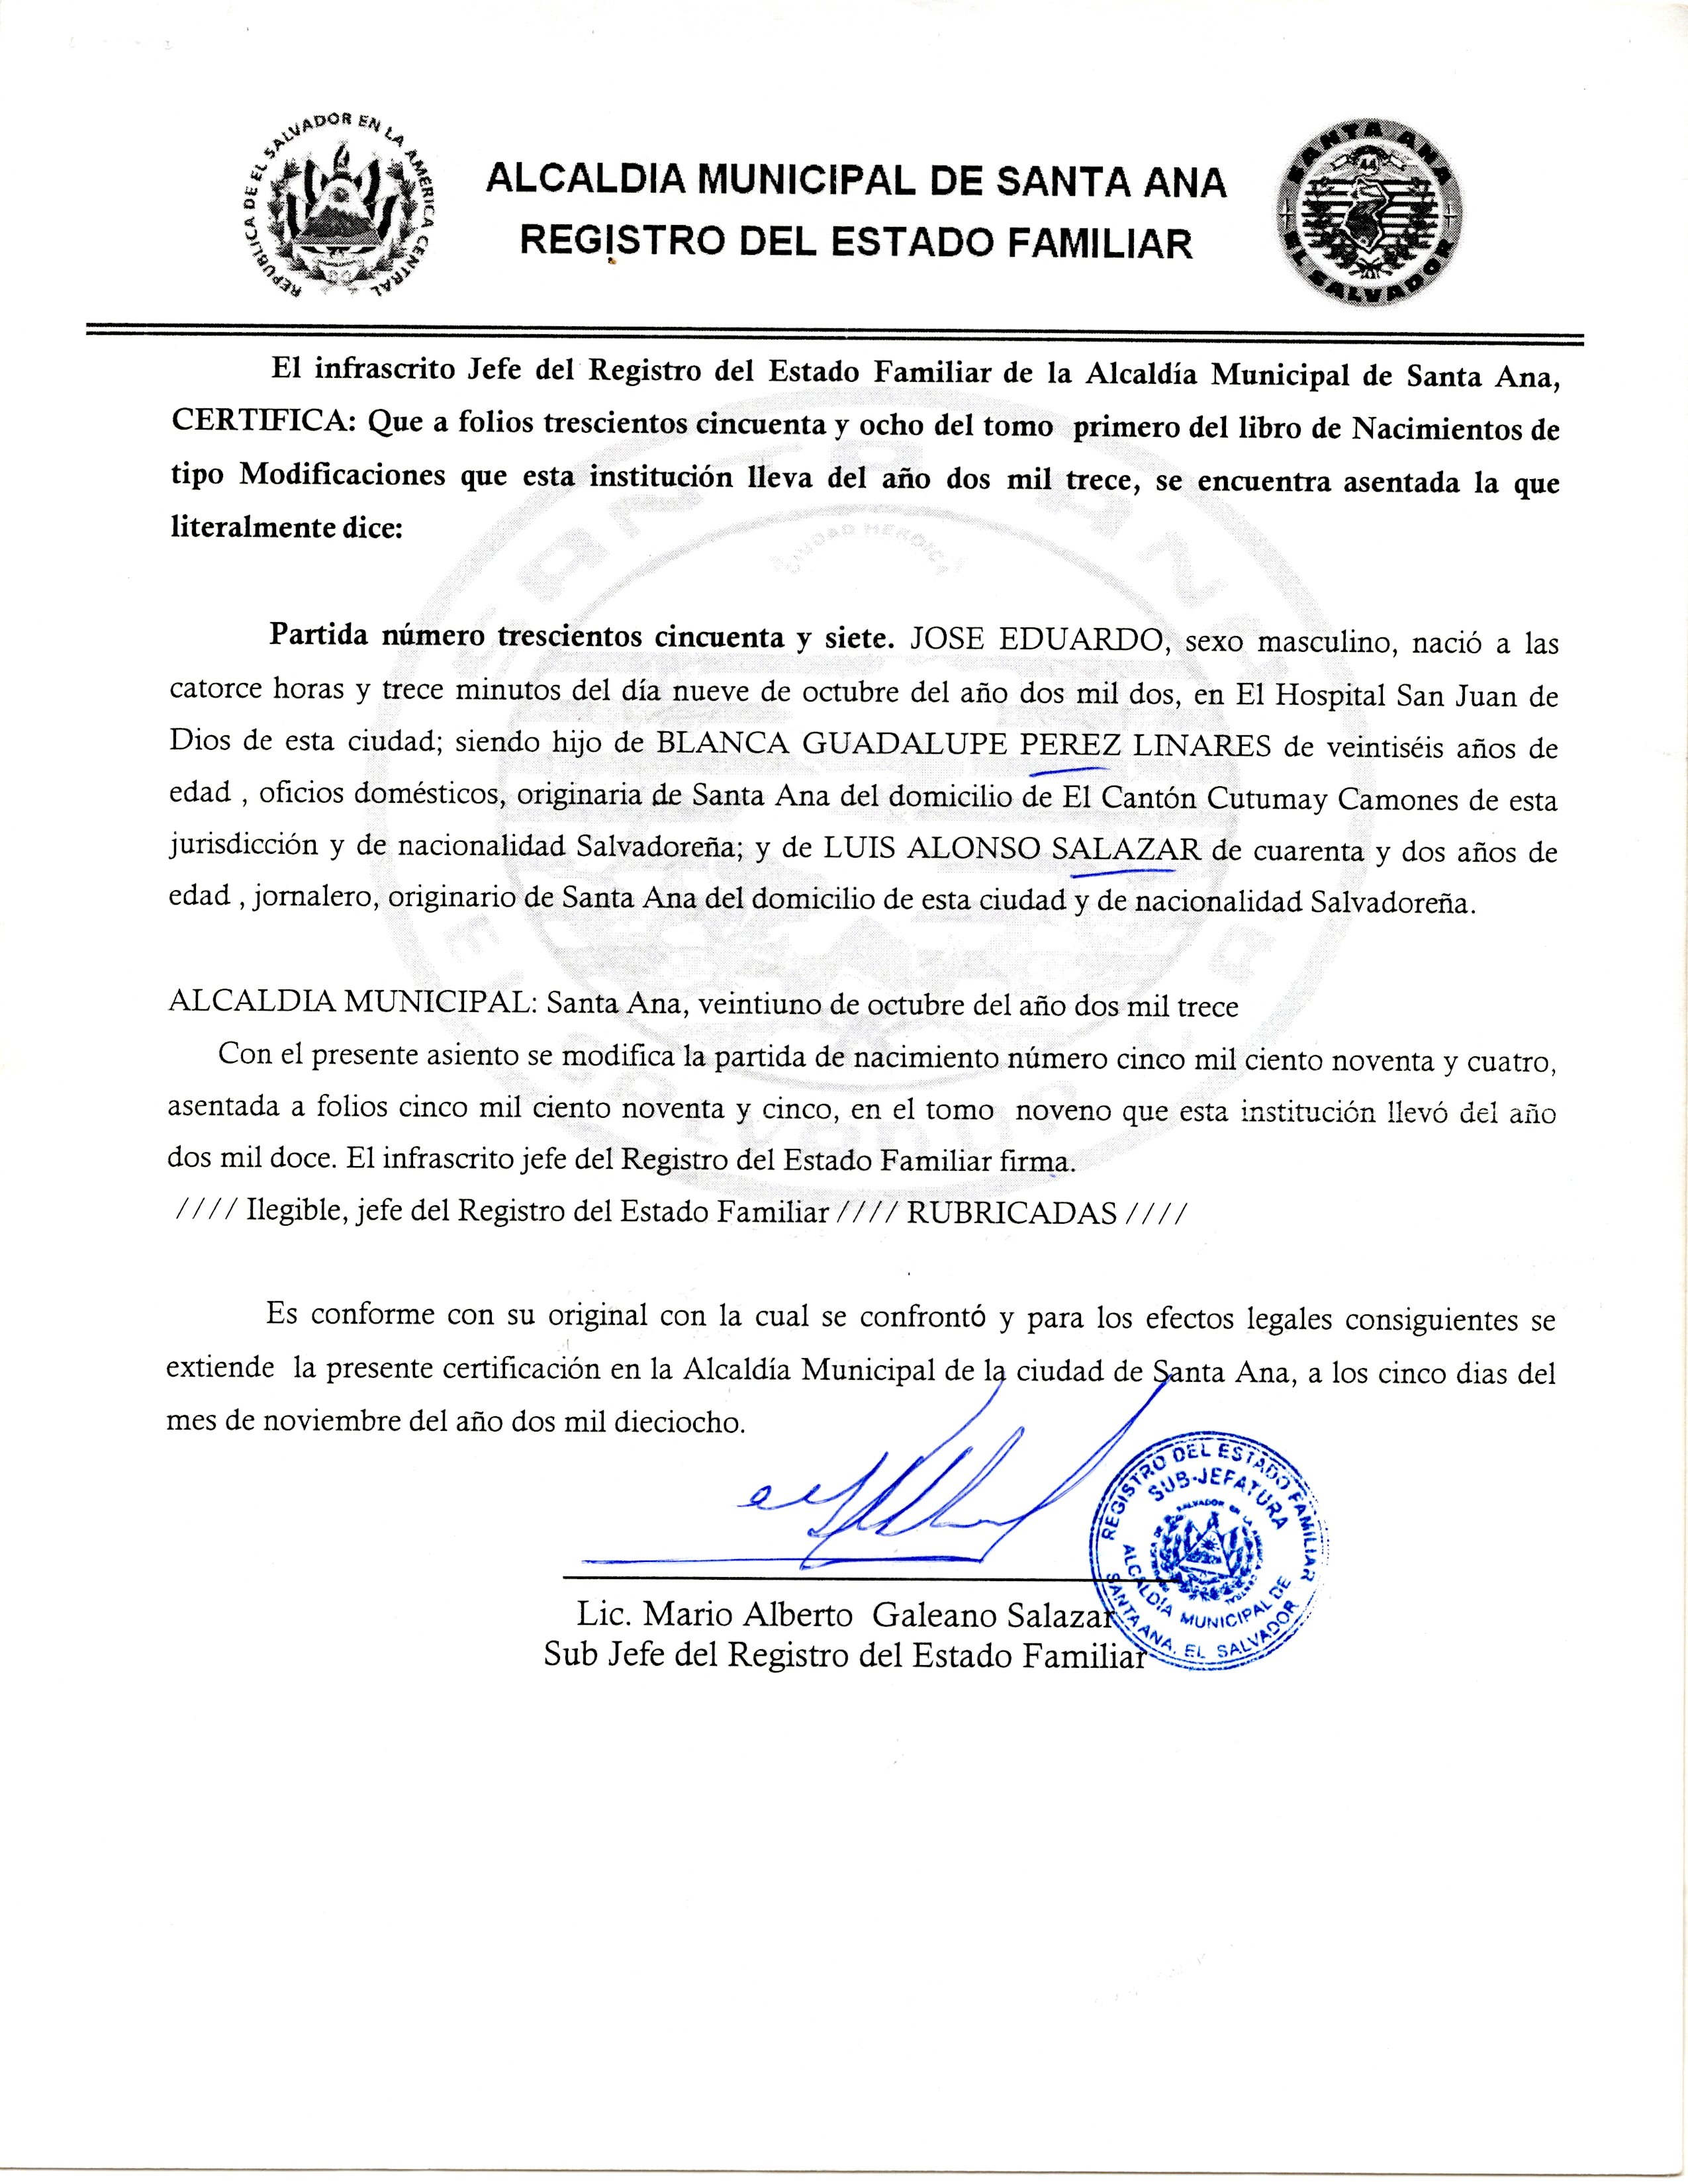 REPUBLICA DE EL SALVADOR EN LA AMERICA CENTRAL
ALCALDIA MUNICIPAL DE SANTA ANA
REGISTRO DEL ESTADO FAMILIAR
SANTA ANA
44
EL SALVADOR
El infrascrito Jefe del Registro del Estado Familiar de la Alcaldía Municipal de Santa Ana,
CERTIFICA: Que a folios trescientos cincuenta y ocho del tomo primero del libro de Nacimientos de
tipo Modificaciones que esta institución lleva del año dos mil trece, se encuentra asentada la que
literalmente dice:
SANTA ANA
CIUDAD HEROICA
Partida número trescientos cincuenta y siete. JOSE EDUARDO, sexo masculino, nació a las
catorce horas y trece minutos del día nueve de octubre del año dos mil dos, en El Hospital San Juan de
Dios de esta ciudad; siendo hijo de BLANCA GUADALUPE PEREZ LINARES de veintiséis años de
edad , oficios domésticos, originaria de Santa Ana del domicilio de El Cantón Cutumay Camones de esta
jurisdicción y de nacionalidad Salvadoreña; y de LUIS ALONSO SALAZAR de cuarenta y dos años de
edad , jornalero, originario de Santa Ana del domicilio de esta ciudad y de nacionalidad Salvadoreña.
EL SALVADOR
ALCALDIA MUNICIPAL: Santa Ana, veintiuno de octubre del año dos mil trece
Con el presente asiento se modifica la partida de nacimiento número cinco mil ciento noventa y cuatro,
asentada a folios cinco mil ciento noventa y cinco, en el tomo noveno que esta institución llevó del año
dos mil doce. El infrascrito jefe del Registro del Estado Familiar firma.
//// Ilegible, jefe del Registro del Estado Familiar //// RUBRICADAS ////
Es conforme con su original con la cual se confrontó y para los efectos legales consiguientes se
extiende la presente certificación en la Alcaldía Municipal de la ciudad de Santa Ana, a los cinco dias del
mes de noviembre del año dos mil dieciocho.
Lic. Mario Alberto Galeano Salazar
Sub Jefe del Registro del Estado Familiar
REGISTRO DEL ESTADO FAMILIAR
SUB-JEFATURA
ALCALDÍA MUNICIPAL DE
SANTA ANA, EL SALVADOR